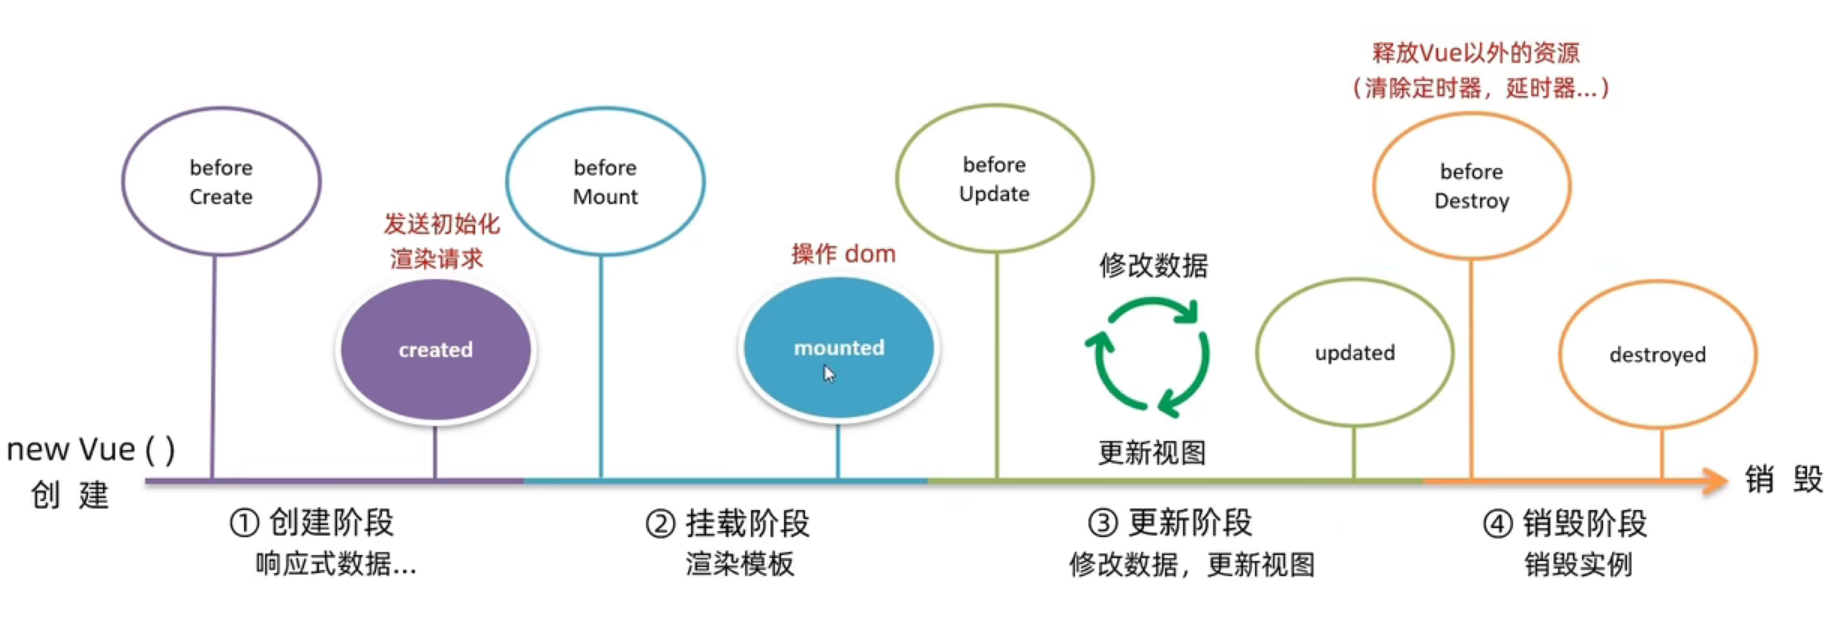 释放Vue以外的资源
（清除定时器，延时器...）
before
Create
发送初始化
渲染请求
created
before
Mount
操作 dom
mounted
before
Update
修改数据
更新视图
updated
before
Destroy
destroyed
new Vue ( )
创 建
销 毁
① 创建阶段
响应式数据...
② 挂载阶段
渲染模板
③ 更新阶段
修改数据，更新视图
④ 销毁阶段
销毁实例